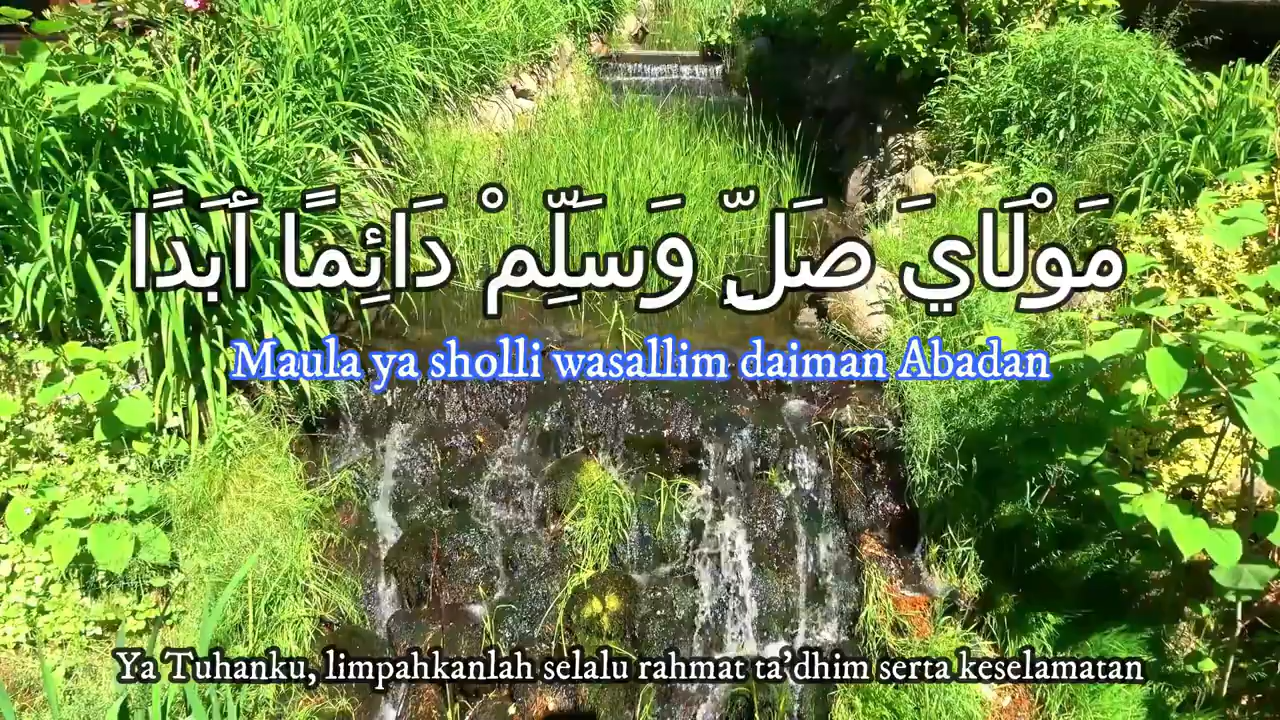 مَوْلَايَ صَلِّ وَسَلِّمْ دَائِمًا أَبَدًا
Maula ya sholli wasallim daiman Abadan
Ya Tuhanku, limpahkanlah selalu rahmat ta'dhim serta keselamatan